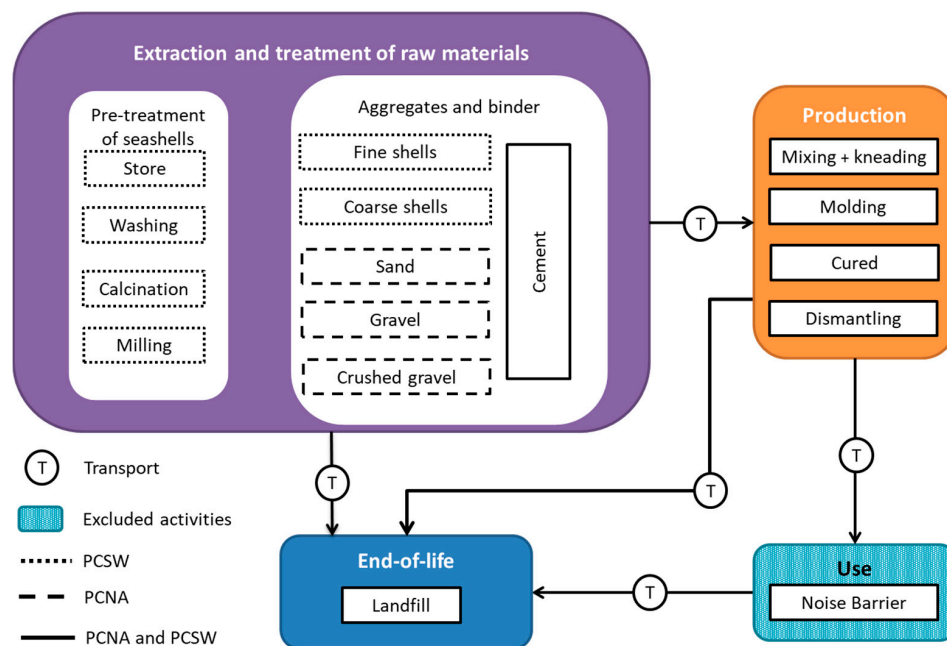 Extraction and treatment of raw materials
Pre-treatment
of seashells
Store
Washing
Calcination
Milling
Aggregates and binder
Fine shells
Coarse shells
Sand
Gravel
Crushed gravel
Cement
T
Production
Mixing + kneading
Molding
Cured
Dismantling
T
T
T
End-of-life
Landfill
T
Use
Noise Barrier
T
Transport
Excluded activities
PCSW
PCNA
PCNA and PCSW